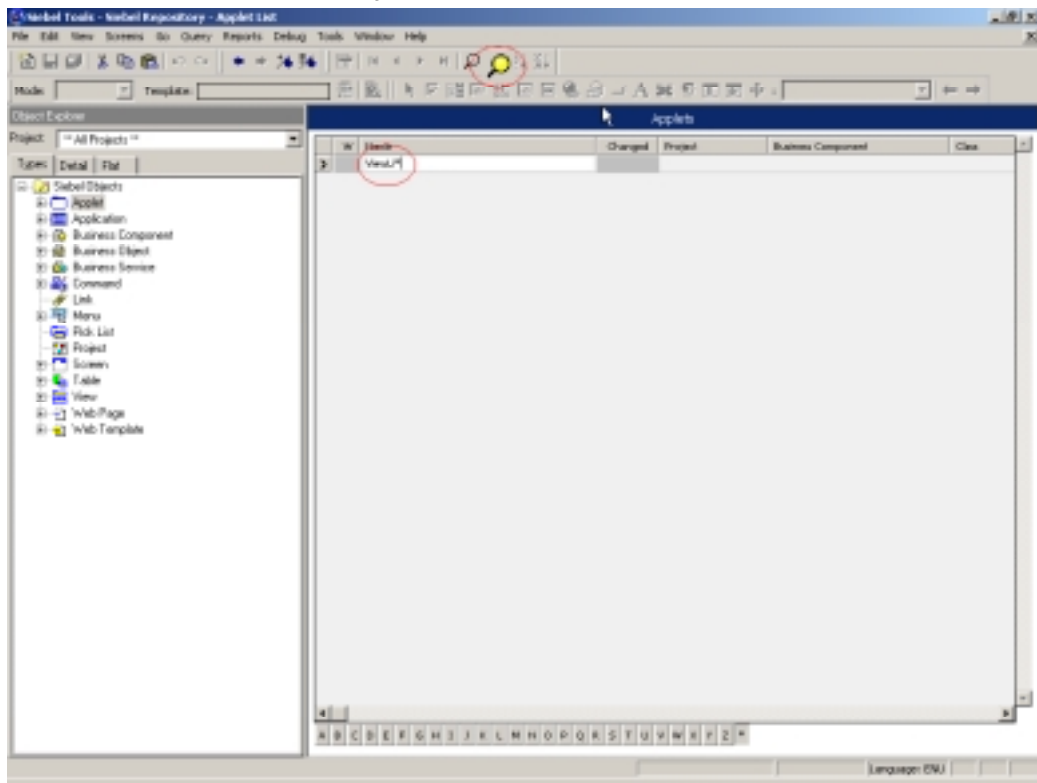 Siebel Tools - Siebel Repository - Applet List
File Edit View Screens Go Query Reports Debug Tools Window Help
Mode: Template:
Object Explorer
Applets
Project: ** All Projects **
Types Detail Flat
W Name Changed Project Business Component Class
Siebel Objects
Applet
Application
Business Component
Business Object
Business Service
Command
Link
Menu
Pick List
Project
Screen
Table
View
Web Page
Web Template
A B C D E F G H I J K L M N O P Q R S T U V W X Y Z *
Language: ENU